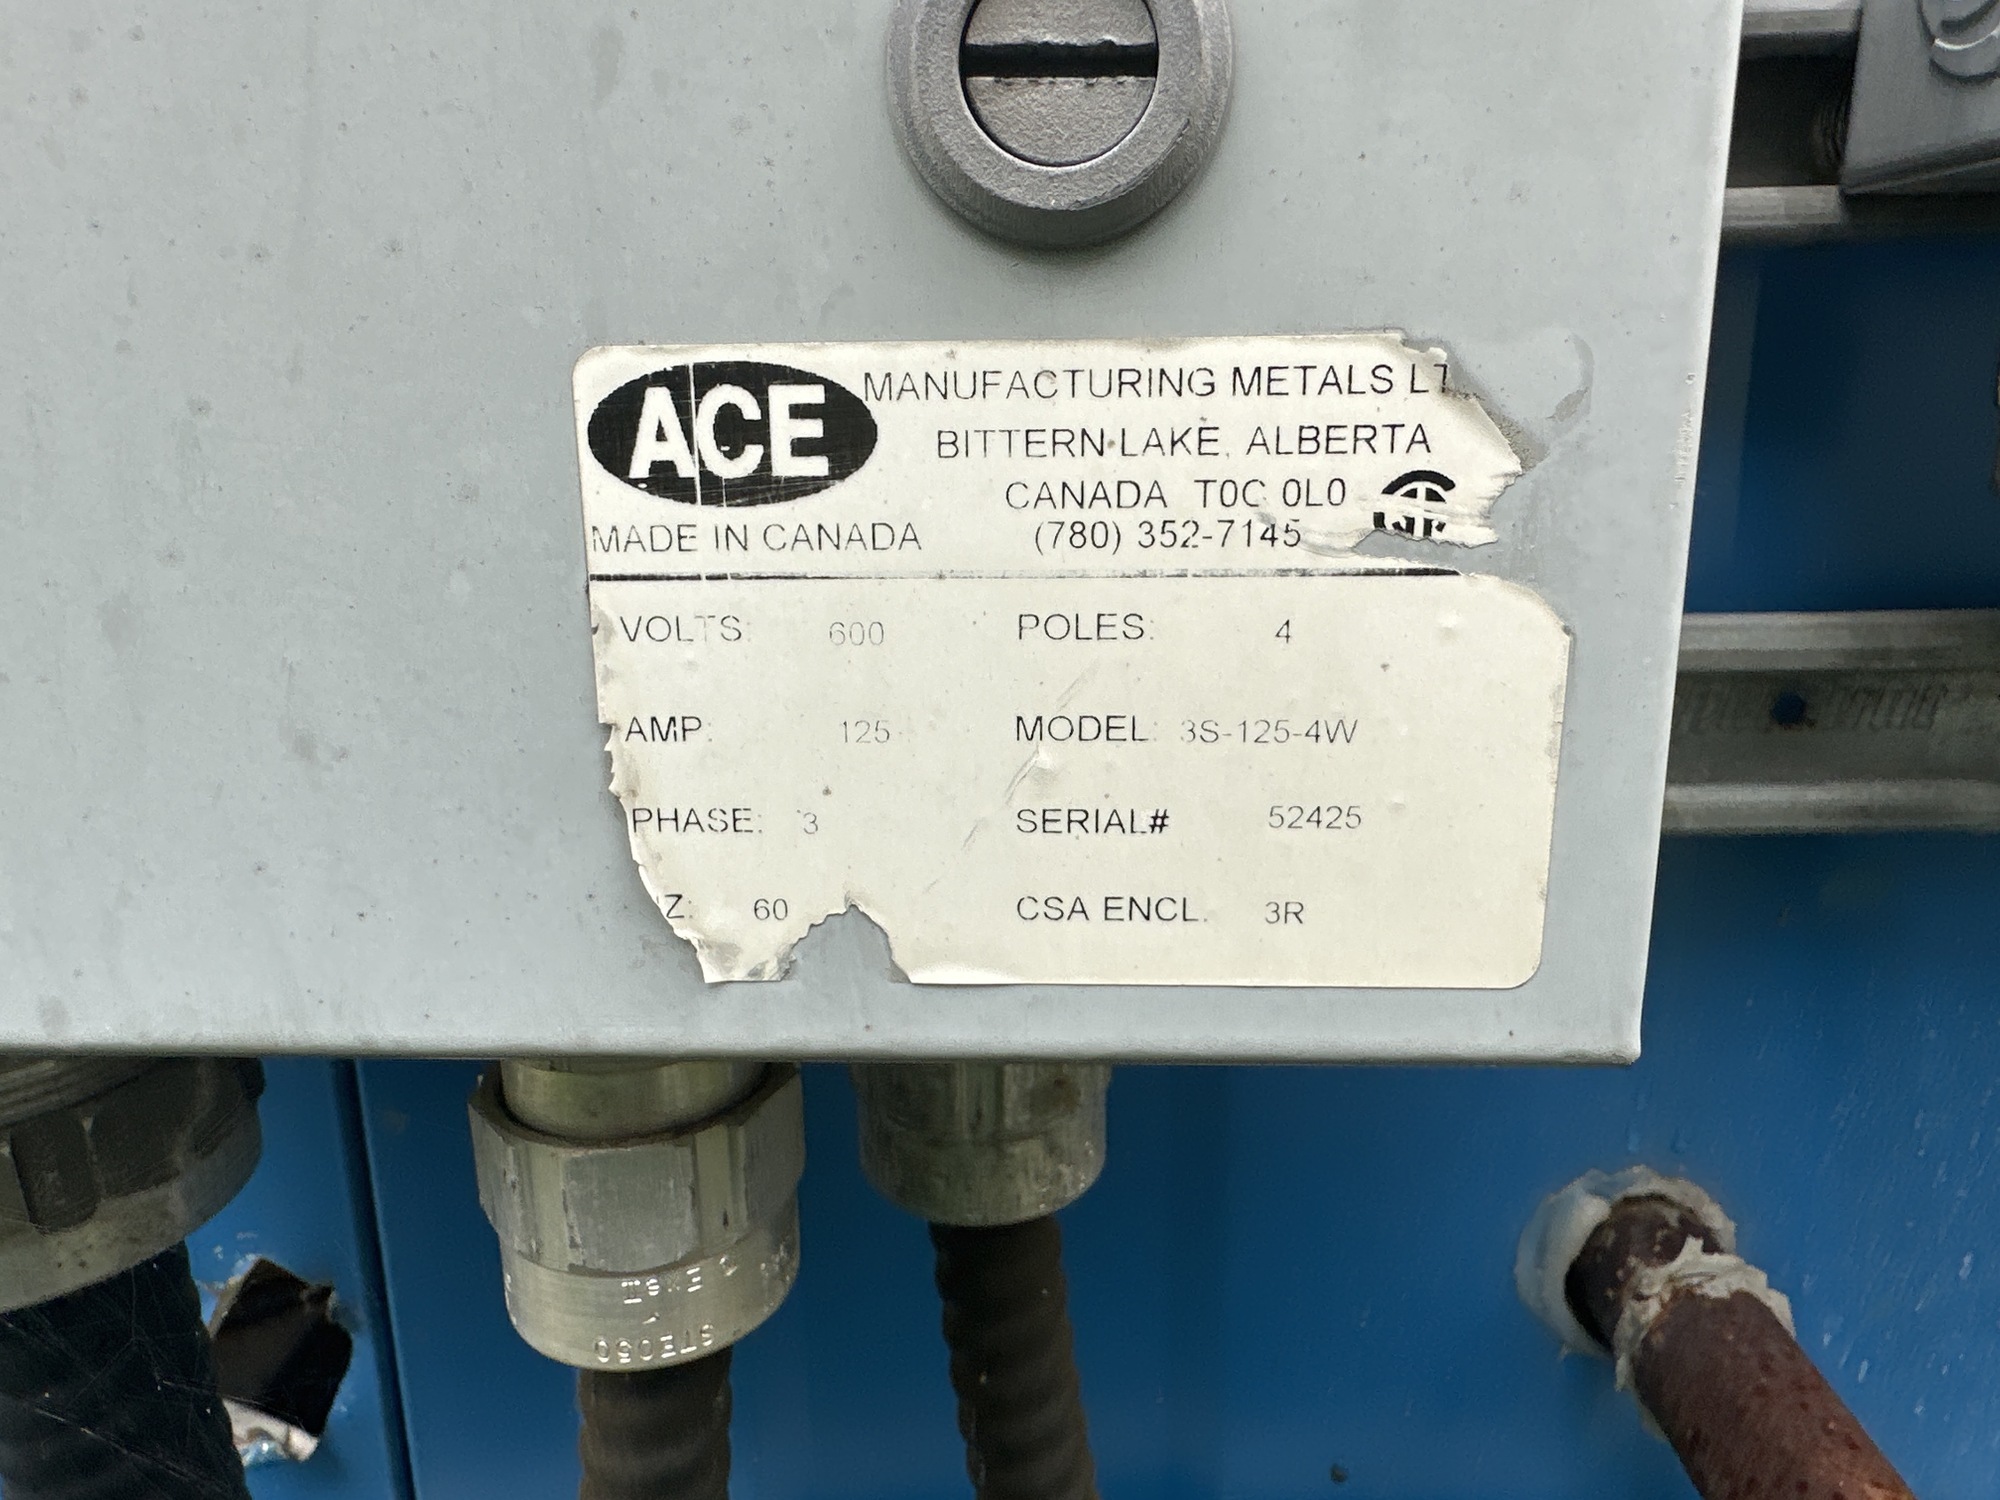 ACE MANUFACTURING METALS LT
BITTERN LAKE, ALBERTA
CANADA T0C 0L0
MADE IN CANADA (780) 352-7145
VOLTS: 600 POLES: 4
AMP: 125 MODEL: 3S-125-4W
PHASE: 3 SERIAL# 52425
Z: 60 CSA ENCL. 3R
STE050